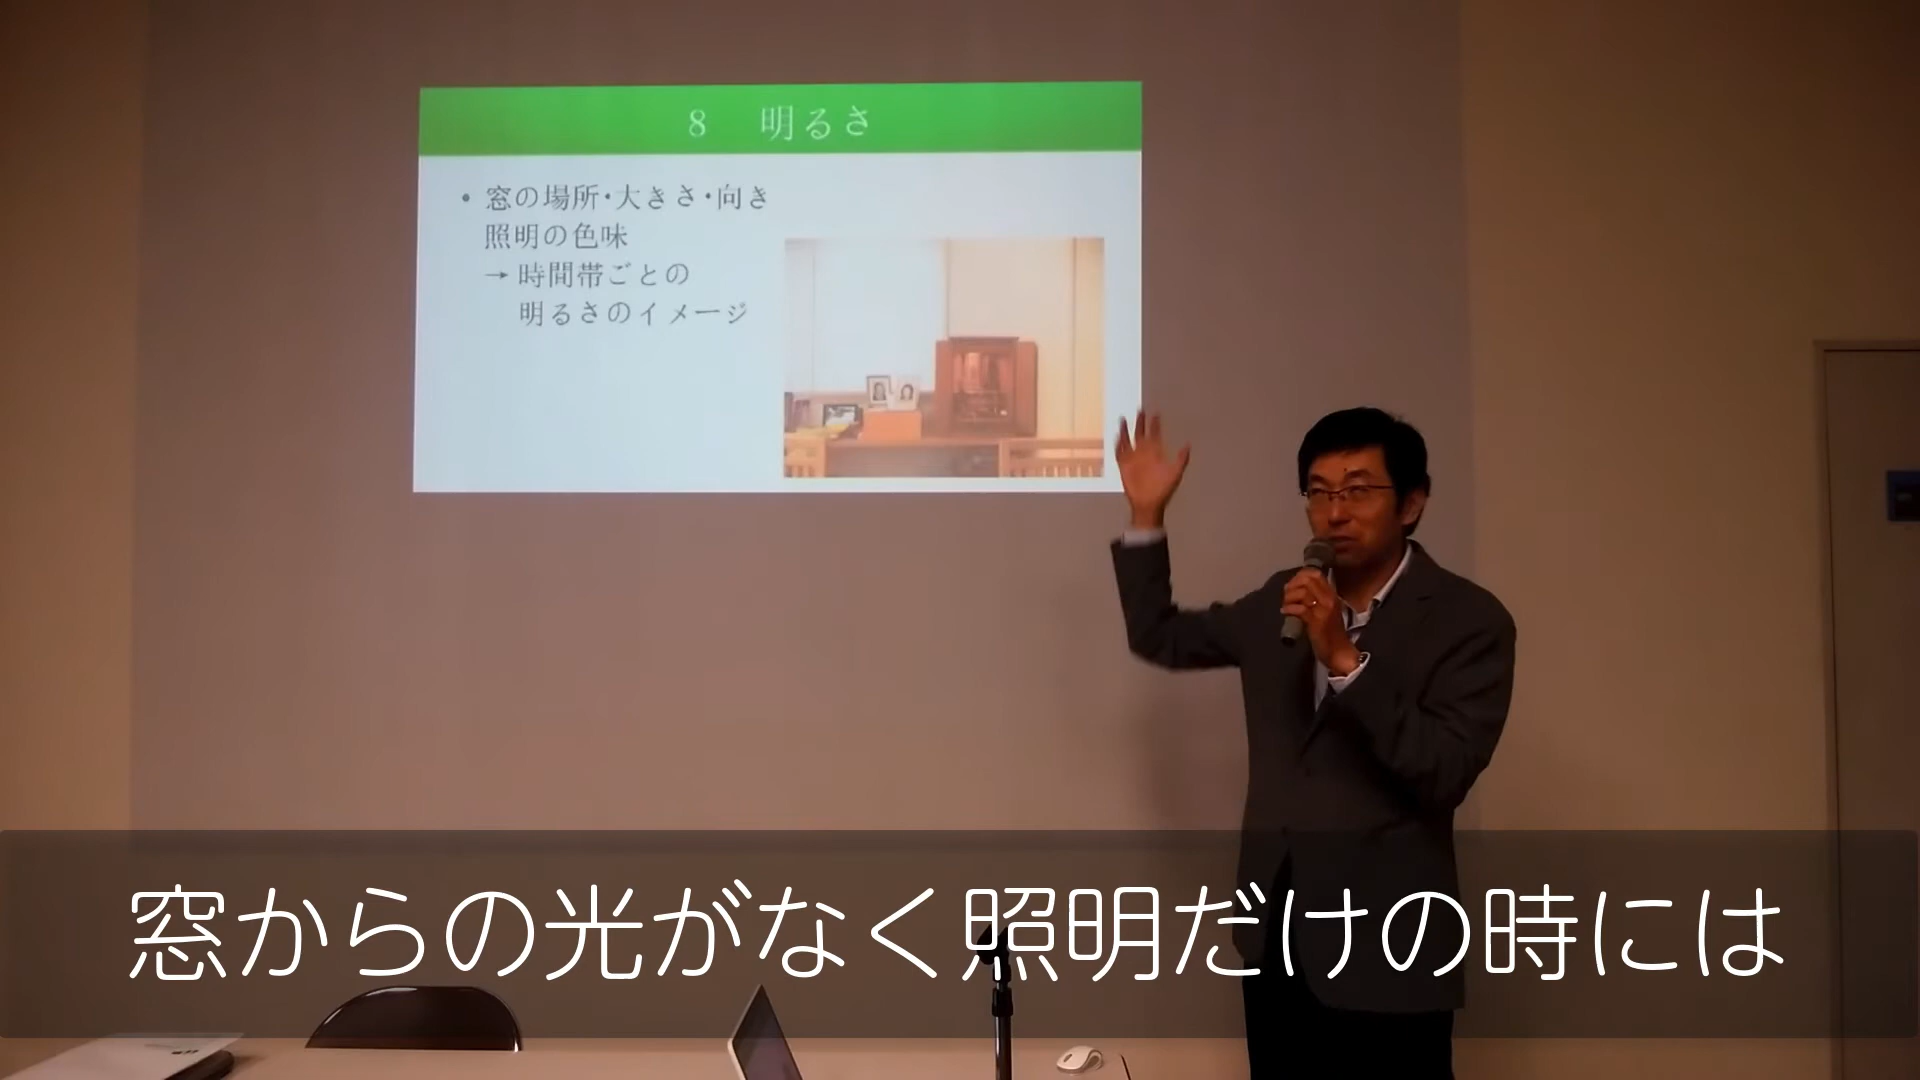 8　明るさ
• 窓の場所･大きさ･向き
照明の色味
→ 時間帯ごとの
明るさのイメージ
窓からの光がなく照明だけの時には